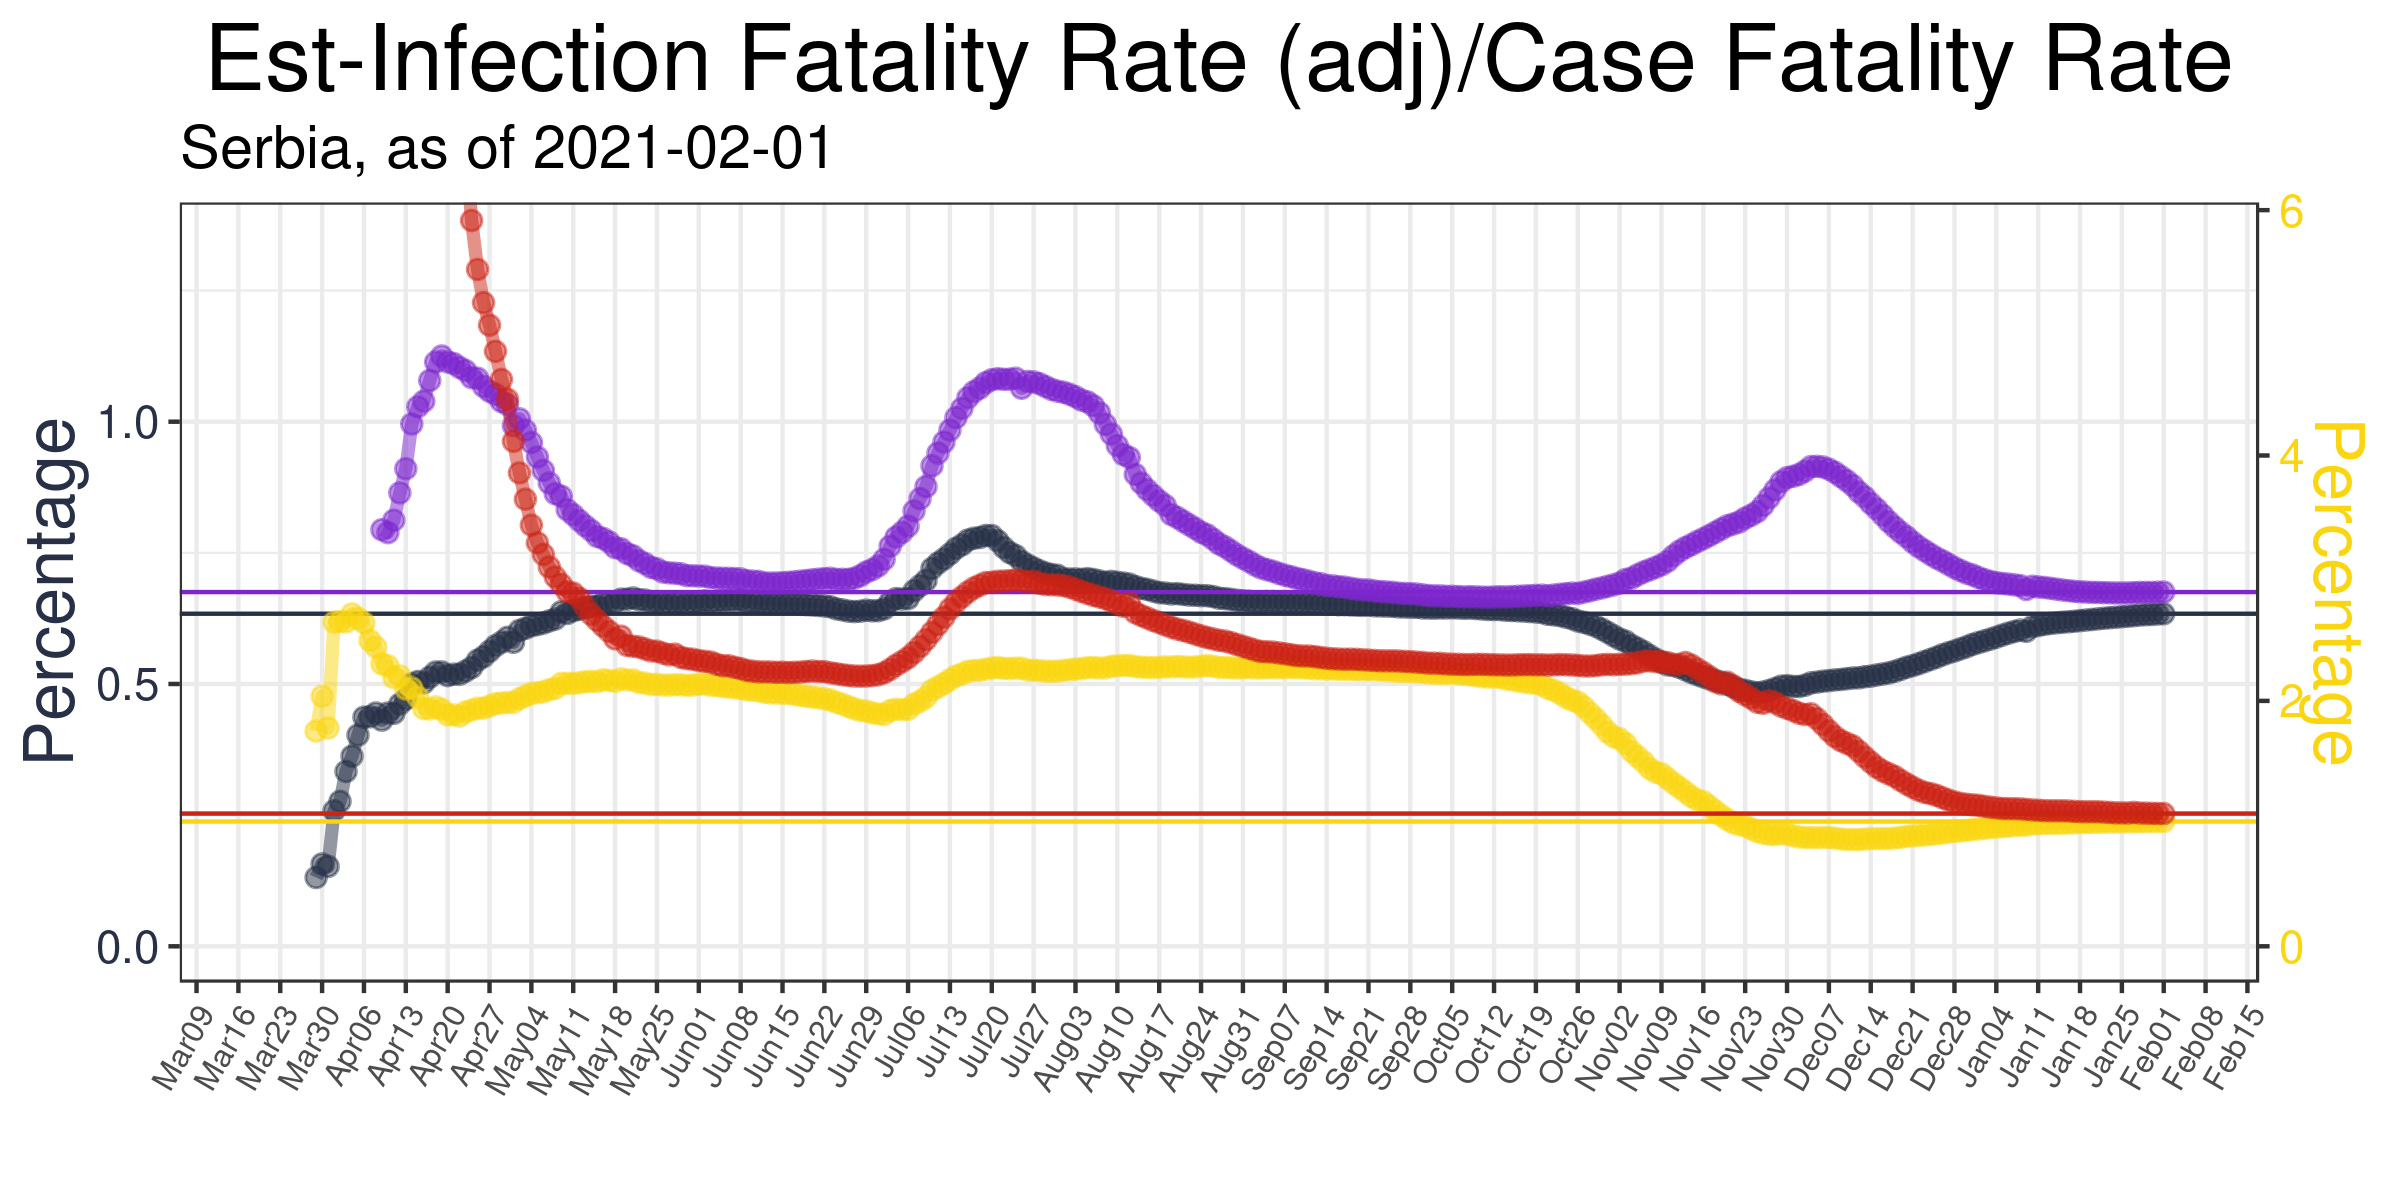 Est-Infection Fatality Rate (adj)/Case Fatality Rate
Serbia, as of 2021-02-01
Percentage
1.0
0.5
0.0
6
4
2
0
Percentage
Mar09 Mar16 Mar23 Mar30 Apr06 Apr13 Apr20 Apr27 May04 May11 May18 May25 Jun01 Jun08 Jun15 Jun22 Jun29 Jul06 Jul13 Jul20 Jul27 Aug03 Aug10 Aug17 Aug24 Aug31 Sep07 Sep14 Sep21 Sep28 Oct05 Oct12 Oct19 Oct26 Nov02 Nov09 Nov16 Nov23 Nov30 Dec07 Dec14 Dec21 Dec28 Jan04 Jan11 Jan18 Jan25 Feb01 Feb08 Feb15